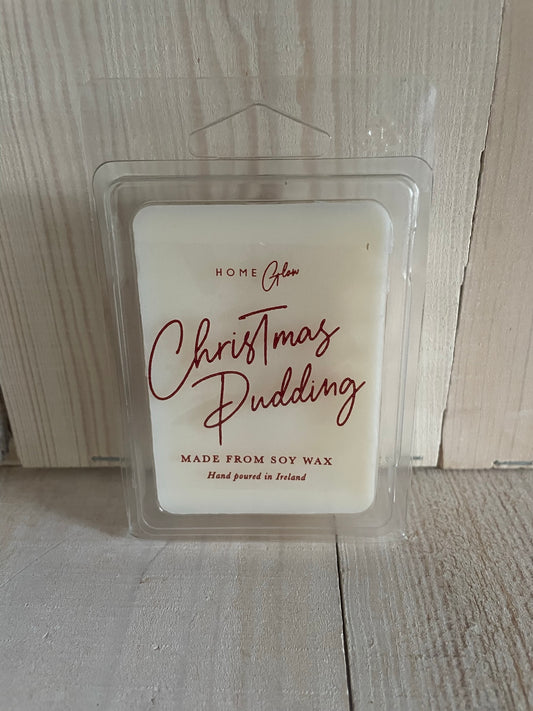 HOME Glow
Christmas
Pudding
MADE FROM SOY WAX
Hand poured in Ireland